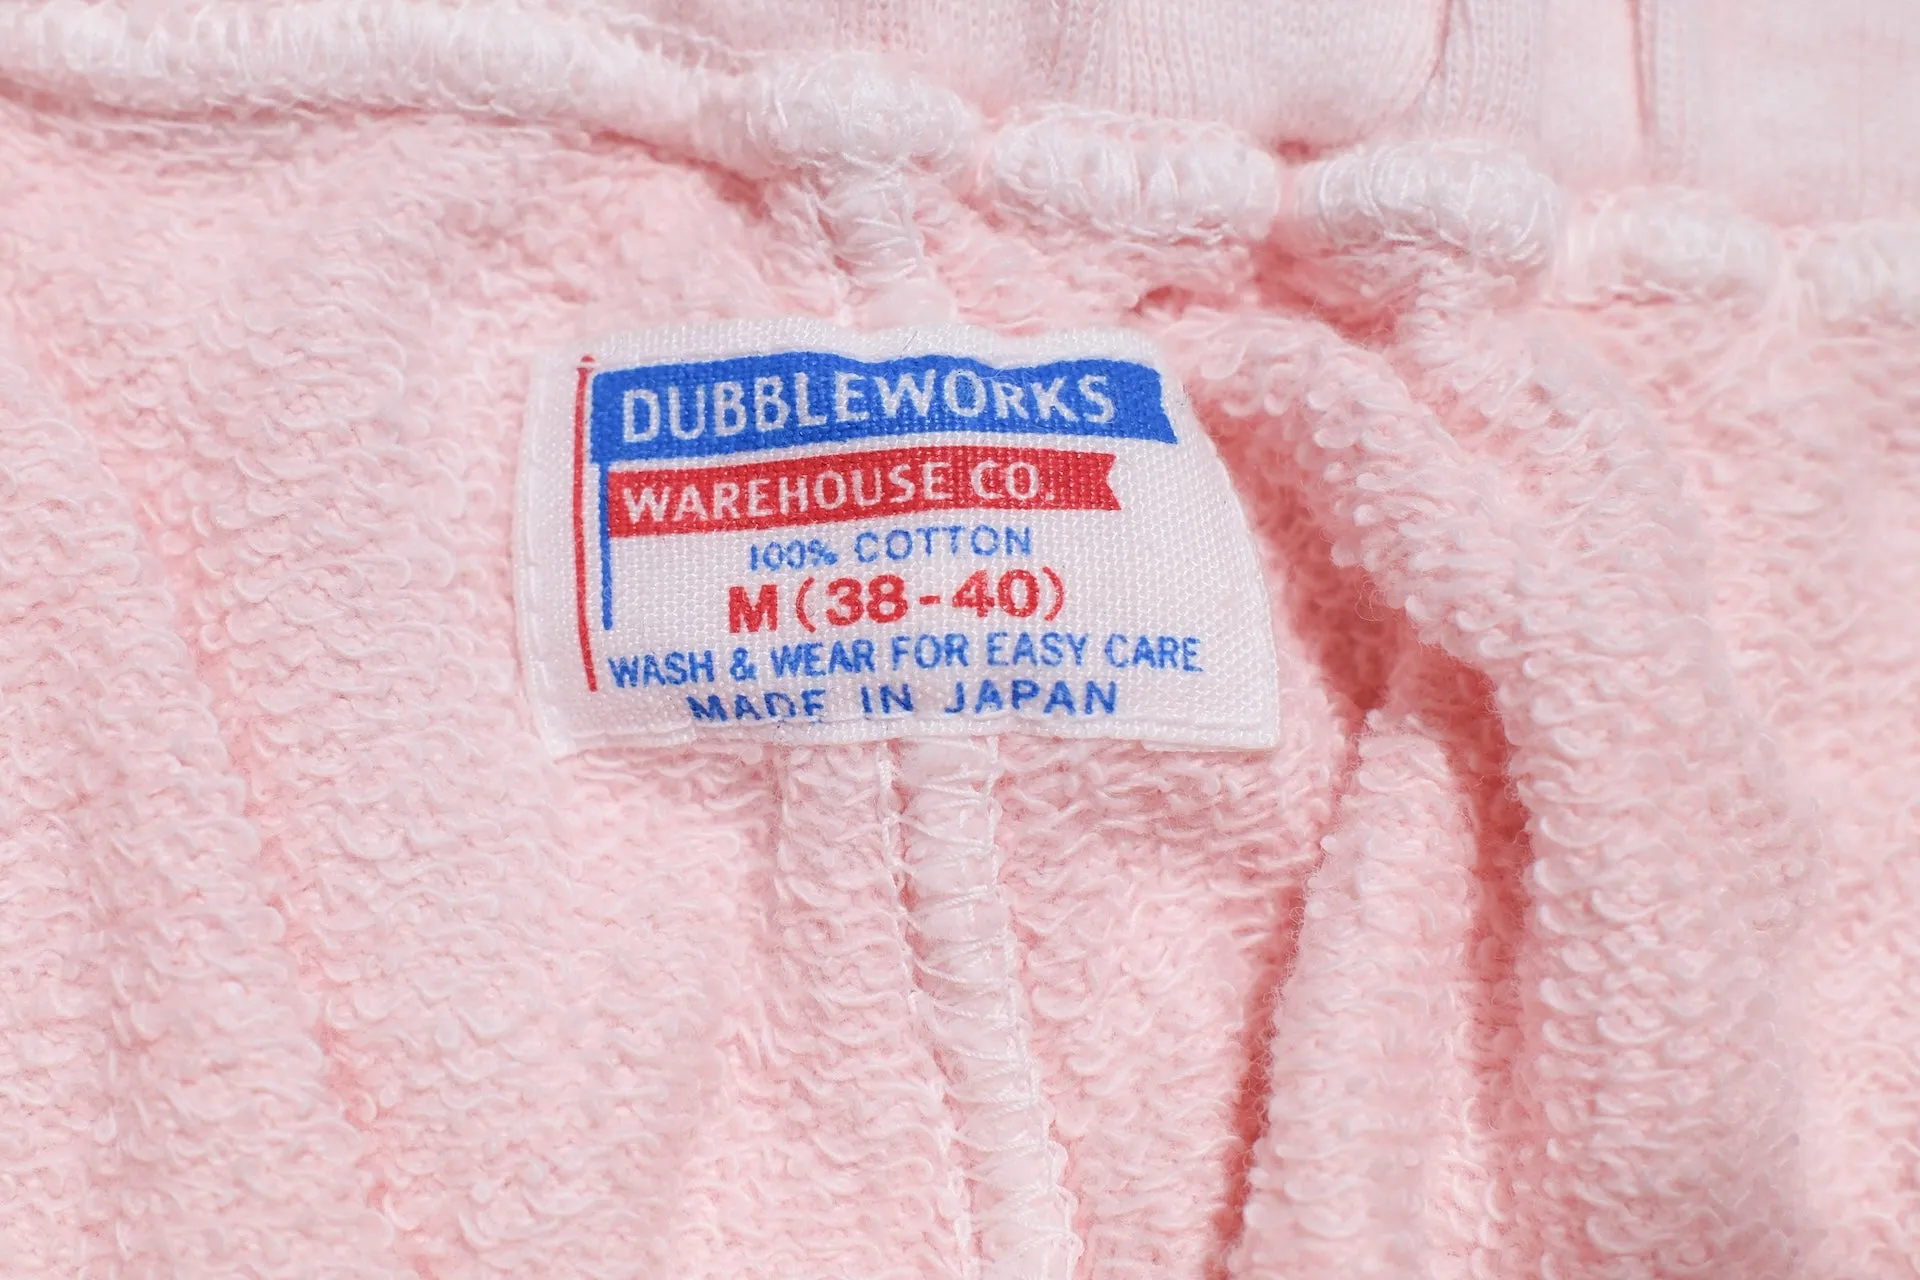 DUBBLEWORKS
WAREHOUSE CO.
100% COTTON
M (38-40)
WASH & WEAR FOR EASY CARE
MADE IN JAPAN